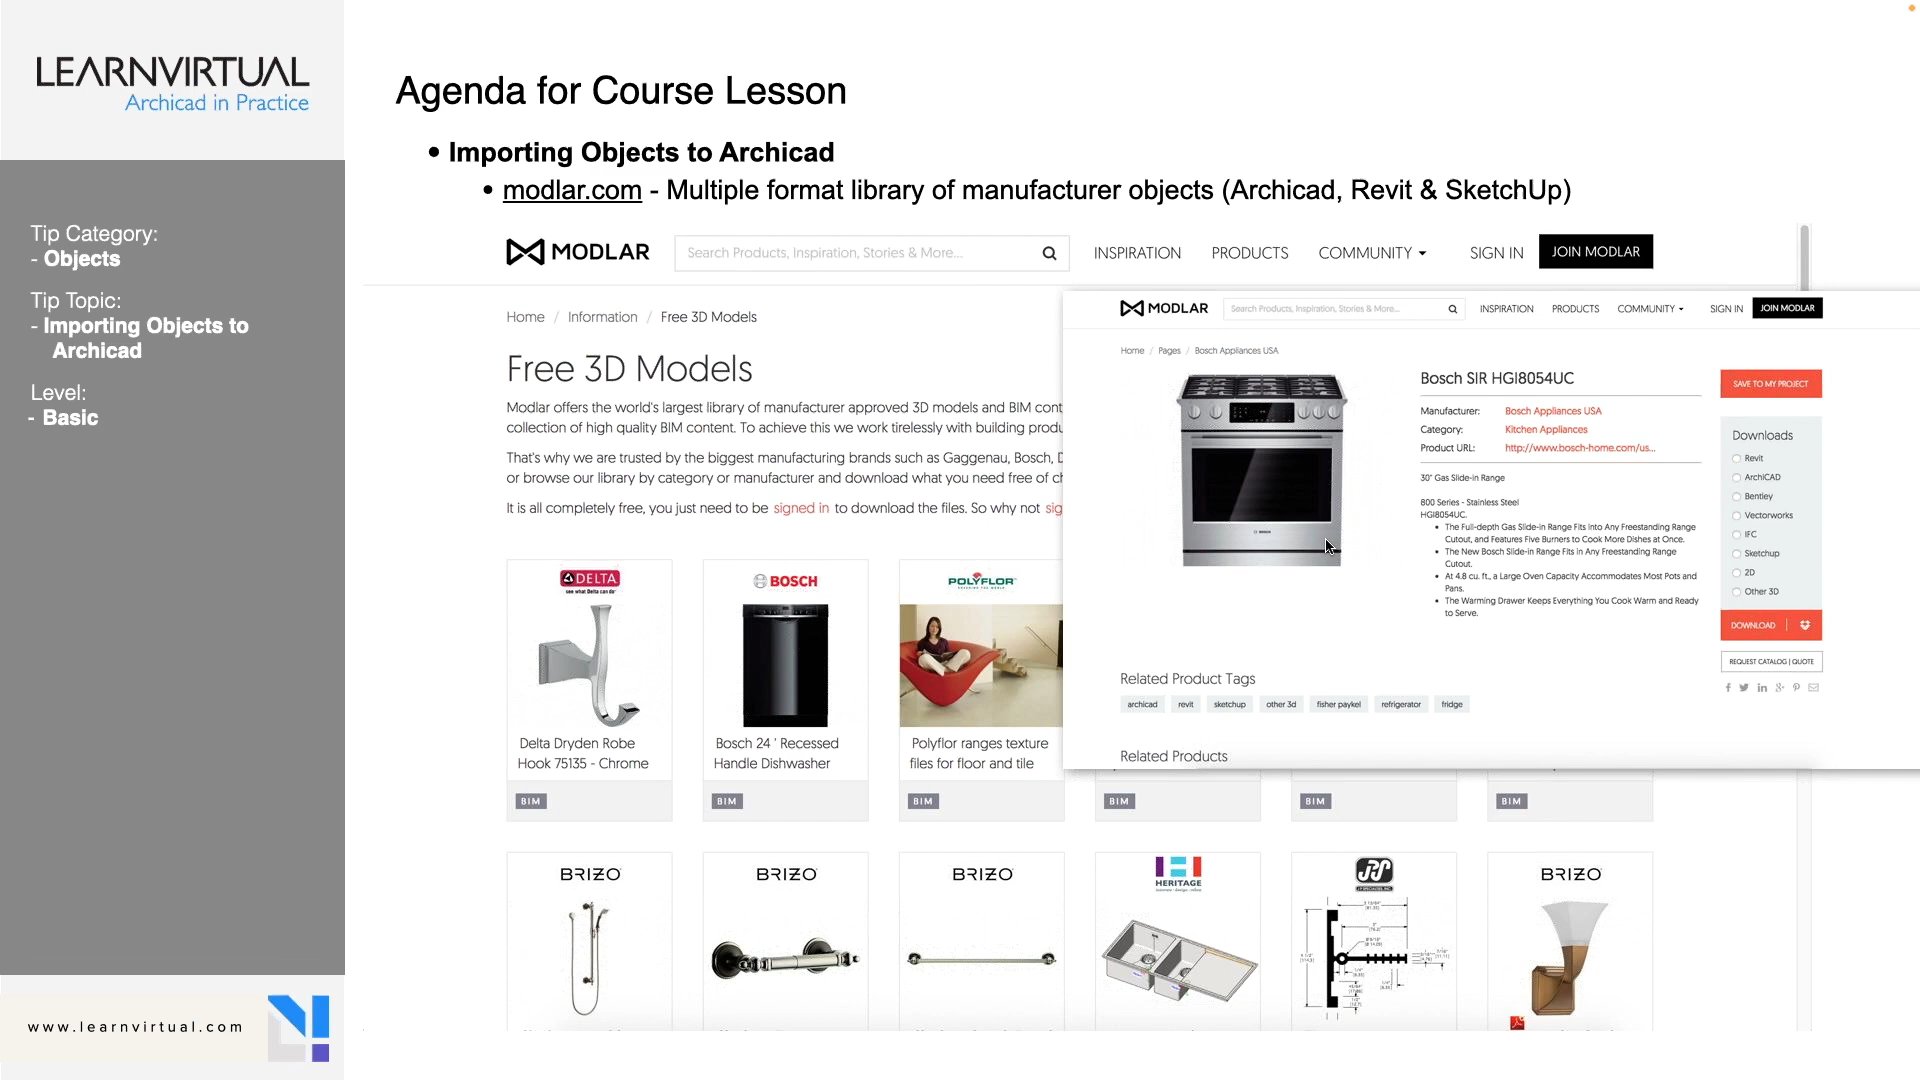 LEARNVIRTUAL
Archicad in Practice
Tip Category:
- Objects
Tip Topic:
- Importing Objects to
Archicad
Level:
- Basic
www.learnvirtual.com
Agenda for Course Lesson
• Importing Objects to Archicad
• modlar.com - Multiple format library of manufacturer objects (Archicad, Revit & SketchUp)
MODLAR
Search Products, Inspiration, Stories & More...
INSPIRATION
PRODUCTS
COMMUNITY
SIGN IN
JOIN MODLAR
Home / Information / Free 3D Models
Free 3D Models
Modlar offers the world's largest library of manufacturer approved 3D models and BIM cont
collection of high quality BIM content. To achieve this we work tirelessly with building produ
That's why we are trusted by the biggest manufacturing brands such as Gaggenau, Bosch, D
or browse our library by category or manufacturer and download what you need free of ch
It is all completely free, you just need to be signed in to download the files. So why not sig
DELTA
see what Delta can do
Delta Dryden Robe
Hook 75135 - Chrome
BIM
BOSCH
Bosch 24 ' Recessed
Handle Dishwasher
BIM
POLYFLOR
Polyflor ranges texture
files for floor and tile
BIM
BIM
BIM
BIM
BRIZO
BRIZO
BRIZO
HERITAGE
BRIZO
MODLAR
Search Products, Inspiration, Stories & More...
INSPIRATION
PRODUCTS
COMMUNITY
SIGN IN
JOIN MODLAR
Home / Pages / Bosch Appliances USA
Bosch SIR HGI8054UC
Manufacturer: Bosch Appliances USA
Category: Kitchen Appliances
Product URL: http://www.bosch-home.com/us...
30" Gas Slide-in Range
800 Series - Stainless Steel
HGI8054UC.
• The Full-depth Gas Slide-in Range Fits into Any Freestanding Range
Cutout, and Features Five Burners to Cook More Dishes at Once.
• The New Bosch Slide-in Range Fits in Any Freestanding Range
Cutout.
• At 4.8 cu. ft., a Large Oven Capacity Accommodates Most Pots and
Pans.
• The Warming Drawer Keeps Everything You Cook Warm and Ready
to Serve.
SAVE TO MY PROJECT
Downloads
Revit
ArchiCAD
Bentley
Vectorworks
IFC
Sketchup
2D
Other 3D
DOWNLOAD
REQUEST CATALOG | QUOTE
Related Product Tags
archicad
revit
sketchup
other 3d
fisher paykel
refrigerator
fridge
Related Products